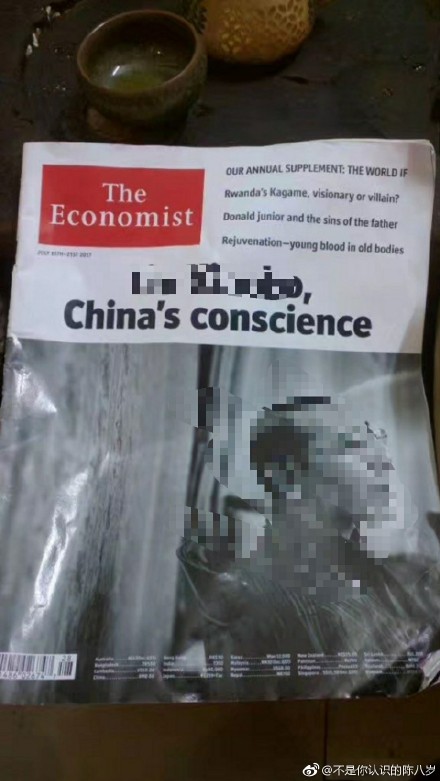 The
Economist
OUR ANNUAL SUPPLEMENT: THE WORLD IF
Rwanda's Kagame, visionary or villain?
Donald junior and the sins of the father
Rejuvenation–young blood in old bodies
JULY 15TH–21ST 2017
China's conscience
@不是你认识的陈八岁